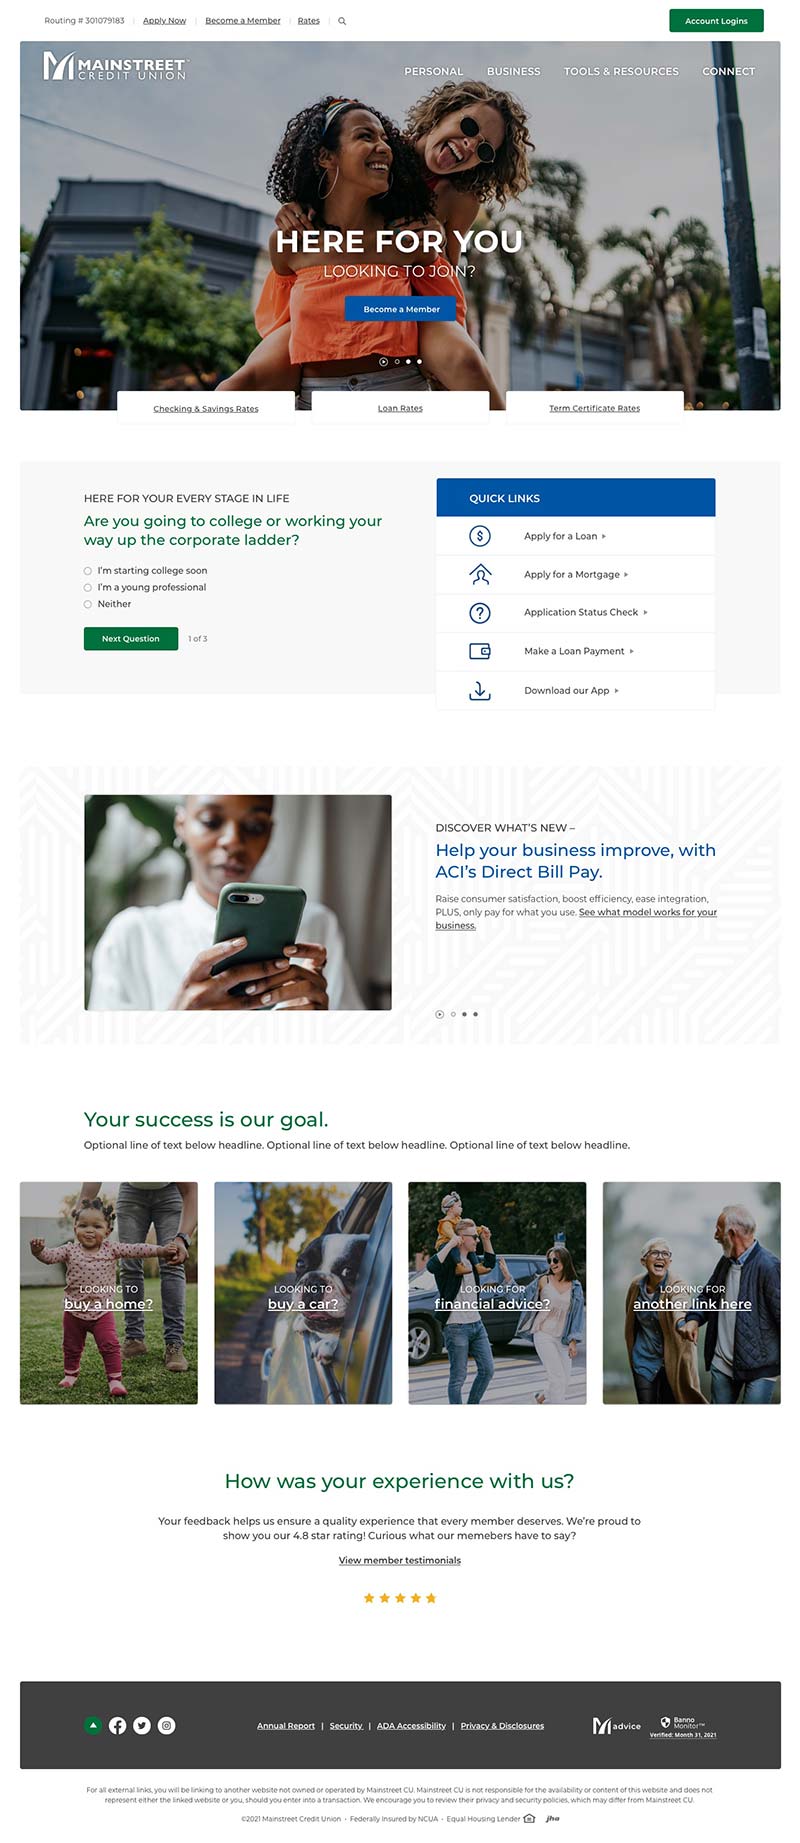 Routing # 301079183 | Apply Now | Become a Member | Rates |
Account Logins
MAINSTREET
CREDIT UNION
PERSONAL BUSINESS TOOLS & RESOURCES CONNECT
HERE FOR YOU
LOOKING TO JOIN?
Become a Member
Checking & Savings Rates
Loan Rates
Term Certificate Rates
HERE FOR YOUR EVERY STAGE IN LIFE
Are you going to college or working your
way up the corporate ladder?
I'm starting college soon
I'm a young professional
Neither
Next Question
1 of 3
QUICK LINKS
Apply for a Loan
Apply for a Mortgage
Application Status Check
Make a Loan Payment
Download our App
DISCOVER WHAT'S NEW –
Help your business improve, with
ACI's Direct Bill Pay.
Raise consumer satisfaction, boost efficiency, ease integration,
PLUS, only pay for what you use. See what model works for your
business.
Your success is our goal.
Optional line of text below headline. Optional line of text below headline. Optional line of text below headline.
LOOKING TO
buy a home?
LOOKING TO
buy a car?
LOOKING FOR
financial advice?
LOOKING FOR
another link here
How was your experience with us?
Your feedback helps us ensure a quality experience that every member deserves. We're proud to
show you our 4.8 star rating! Curious what our memebers have to say?
View member testimonials
Annual Report | Security | ADA Accessibility | Privacy & Disclosures
advice
Banno
Monitor™
Verified: Month 31, 2021
For all external links, you will be linking to another website not owned or operated by Mainstreet CU. Mainstreet CU is not responsible for the availability or content of this website and does not
represent either the linked website or you, should you enter into a transaction. We encourage you to review their privacy and security policies, which may differ from Mainstreet CU.
©2021 Mainstreet Credit Union • Federally Insured by NCUA • Equal Housing Lender jha